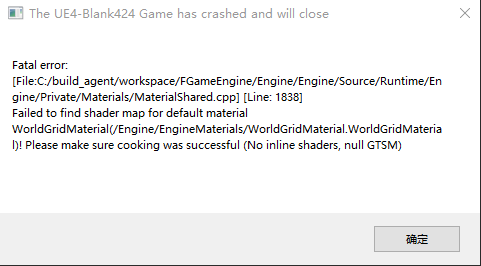 The UE4-Blank424 Game has crashed and will close
Fatal error:
[File:C:/build_agent/workspace/FGameEngine/Engine/Engine/Source/Runtime/En
gine/Private/Materials/MaterialShared.cpp] [Line: 1838]
Failed to find shader map for default material
WorldGridMaterial(/Engine/EngineMaterials/WorldGridMaterial.WorldGridMateria
l)! Please make sure cooking was successful (No inline shaders, null GTSM)
确定